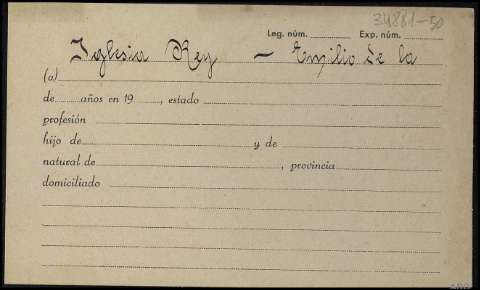 34881-50
Leg. núm. Exp. núm.
Iglesia Rey - Emilio de la
(a)
de años en 19 , estado
profesión
hijo de y de
natural de , provincia
domiciliado